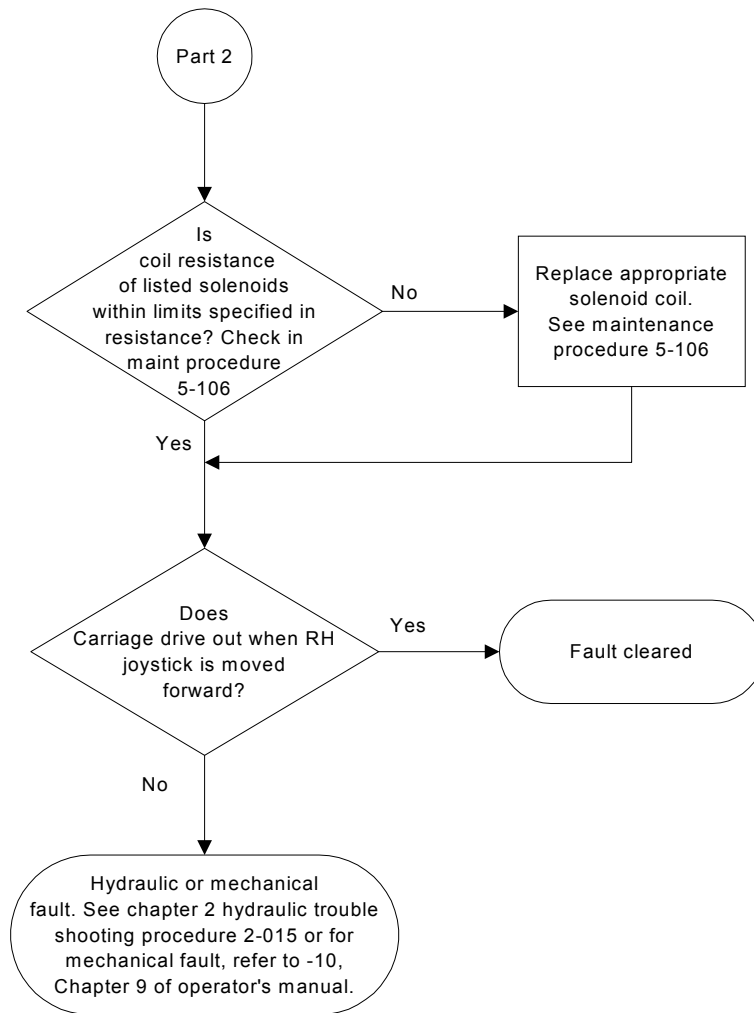 Part 2
Is
coil resistance
of listed solenoids
within limits specified in
resistance? Check in
maint procedure
5-106
No
Replace appropriate
solenoid coil.
See maintenance
procedure 5-106
Yes
Does
Carriage drive out when RH
joystick is moved
forward?
Yes
Fault cleared
No
Hydraulic or mechanical
fault. See chapter 2 hydraulic trouble
shooting procedure 2-015 or for
mechanical fault, refer to -10,
Chapter 9 of operator's manual.